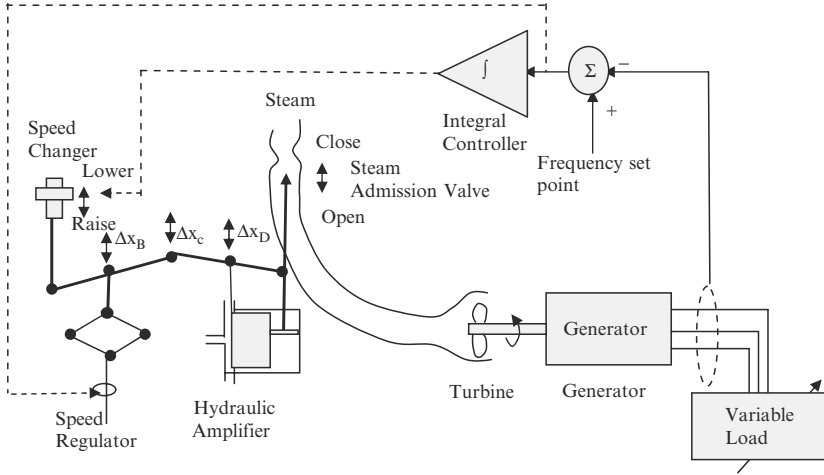 Steam
∫
Σ
−
+
Integral
Controller
Frequency set
point
Speed
Changer
Lower
Raise
Close
Steam
Admission Valve
Open
Δx_B
Δx_c
Δx_D
Generator
Turbine
Generator
Hydraulic
Amplifier
Speed
Regulator
Variable
Load